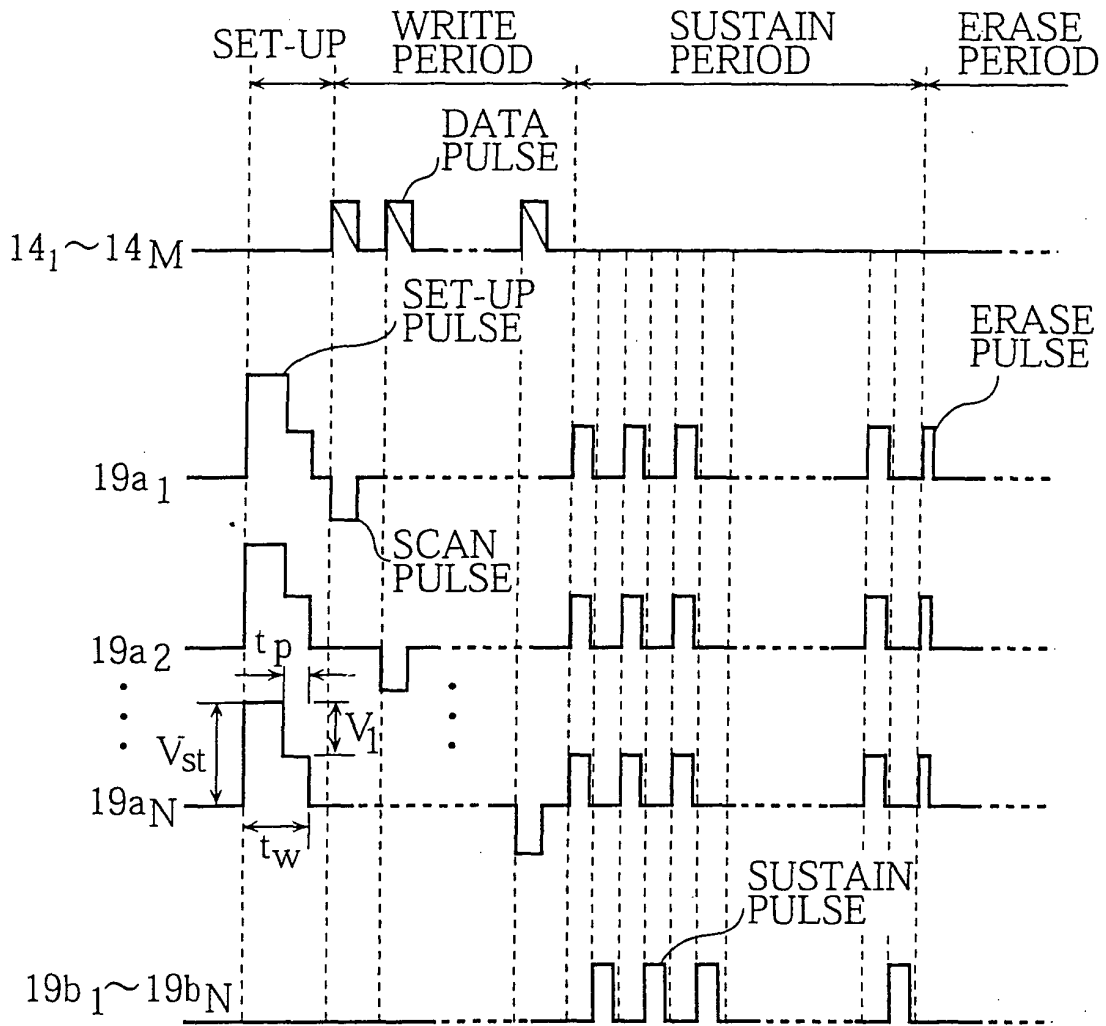 SET-UP
WRITE
PERIOD
SUSTAIN
PERIOD
ERASE
PERIOD
DATA
PULSE
14₁~14M
SET-UP
PULSE
ERASE
PULSE
19a₁
SCAN
PULSE
19a₂
tp
Vst
V₁
19aN
tw
SUSTAIN
PULSE
19b₁~19bN